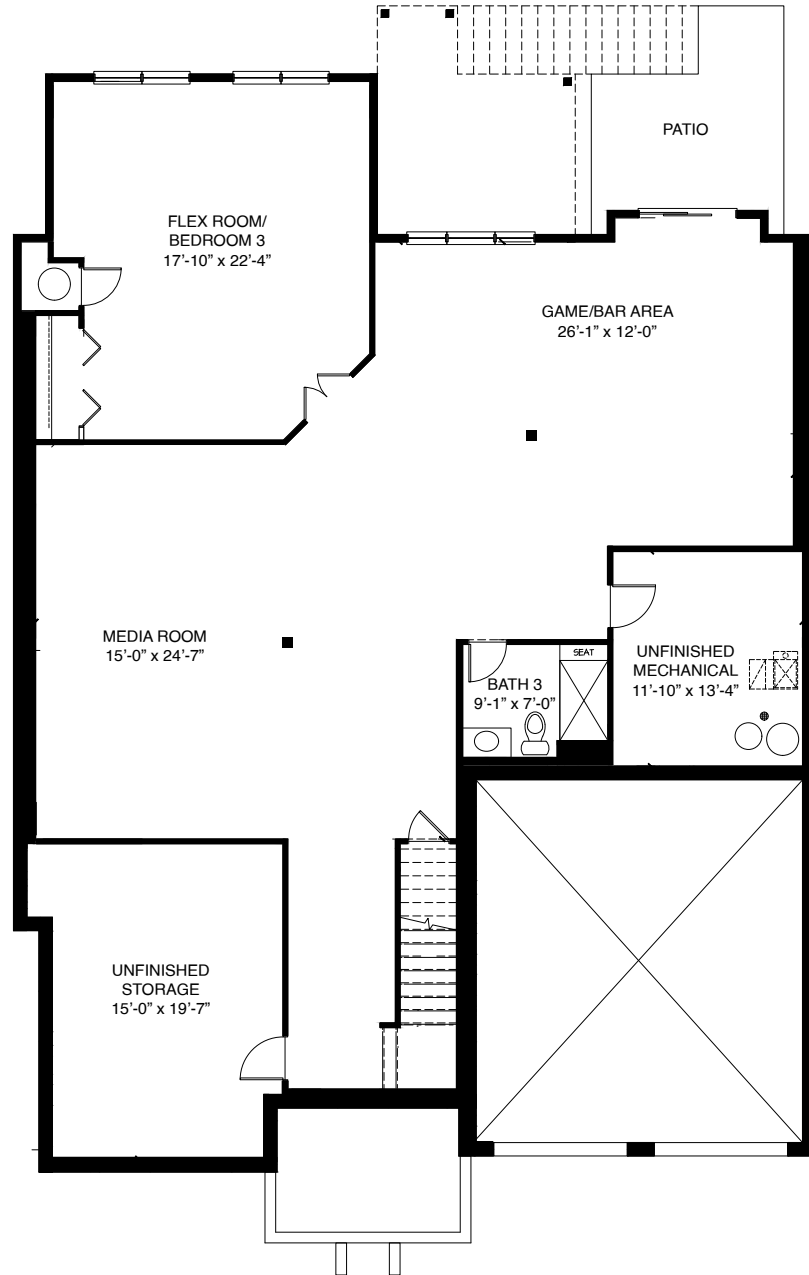 PATIO
FLEX ROOM/
BEDROOM 3
17’-10” x 22’-4”
GAME/BAR AREA
26’-1” x 12’-0”
MEDIA ROOM
15’-0” x 24’-7”
SEAT
BATH 3
9’-1” x 7’-0”
UNFINISHED
MECHANICAL
11’-10” x 13’-4”
UNFINISHED
STORAGE
15’-0” x 19’-7”